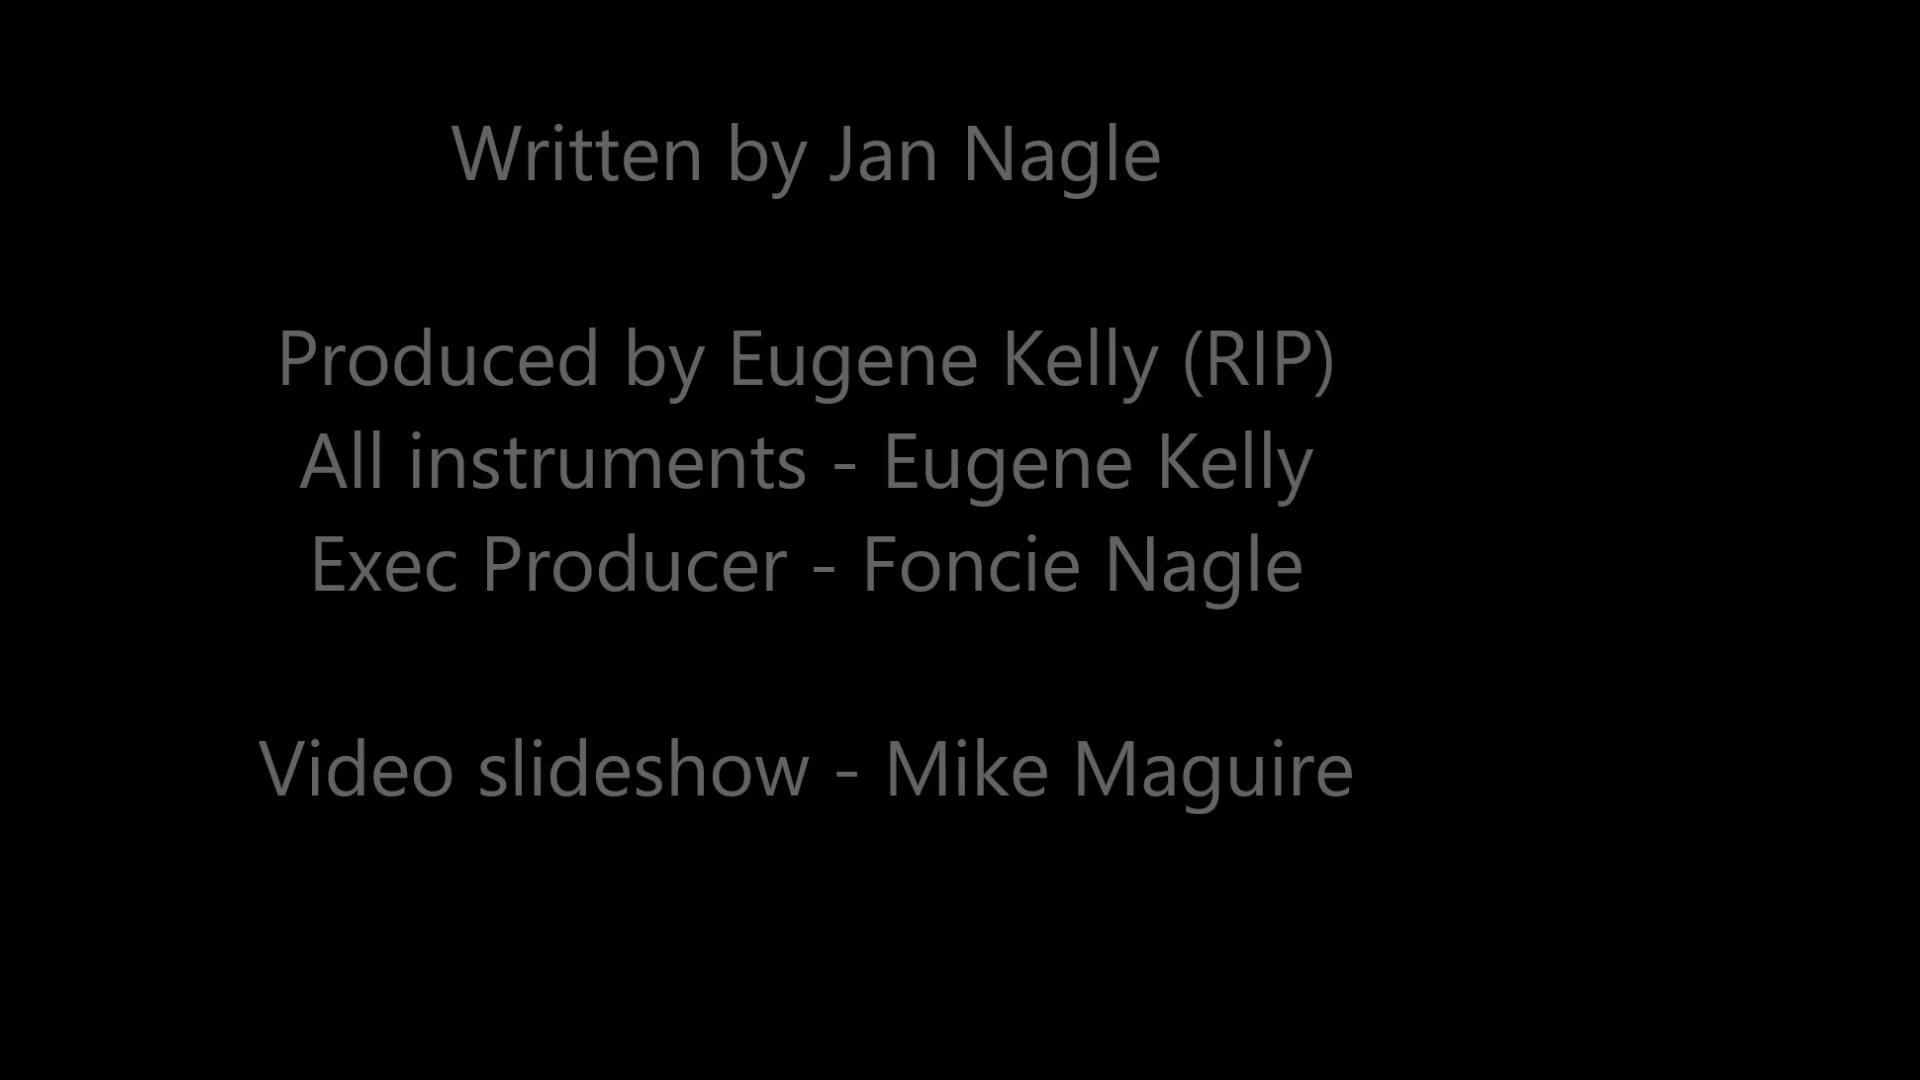 Written by Jan Nagle
Produced by Eugene Kelly (RIP)
All instruments - Eugene Kelly
Exec Producer - Foncie Nagle
Video slideshow - Mike Maguire